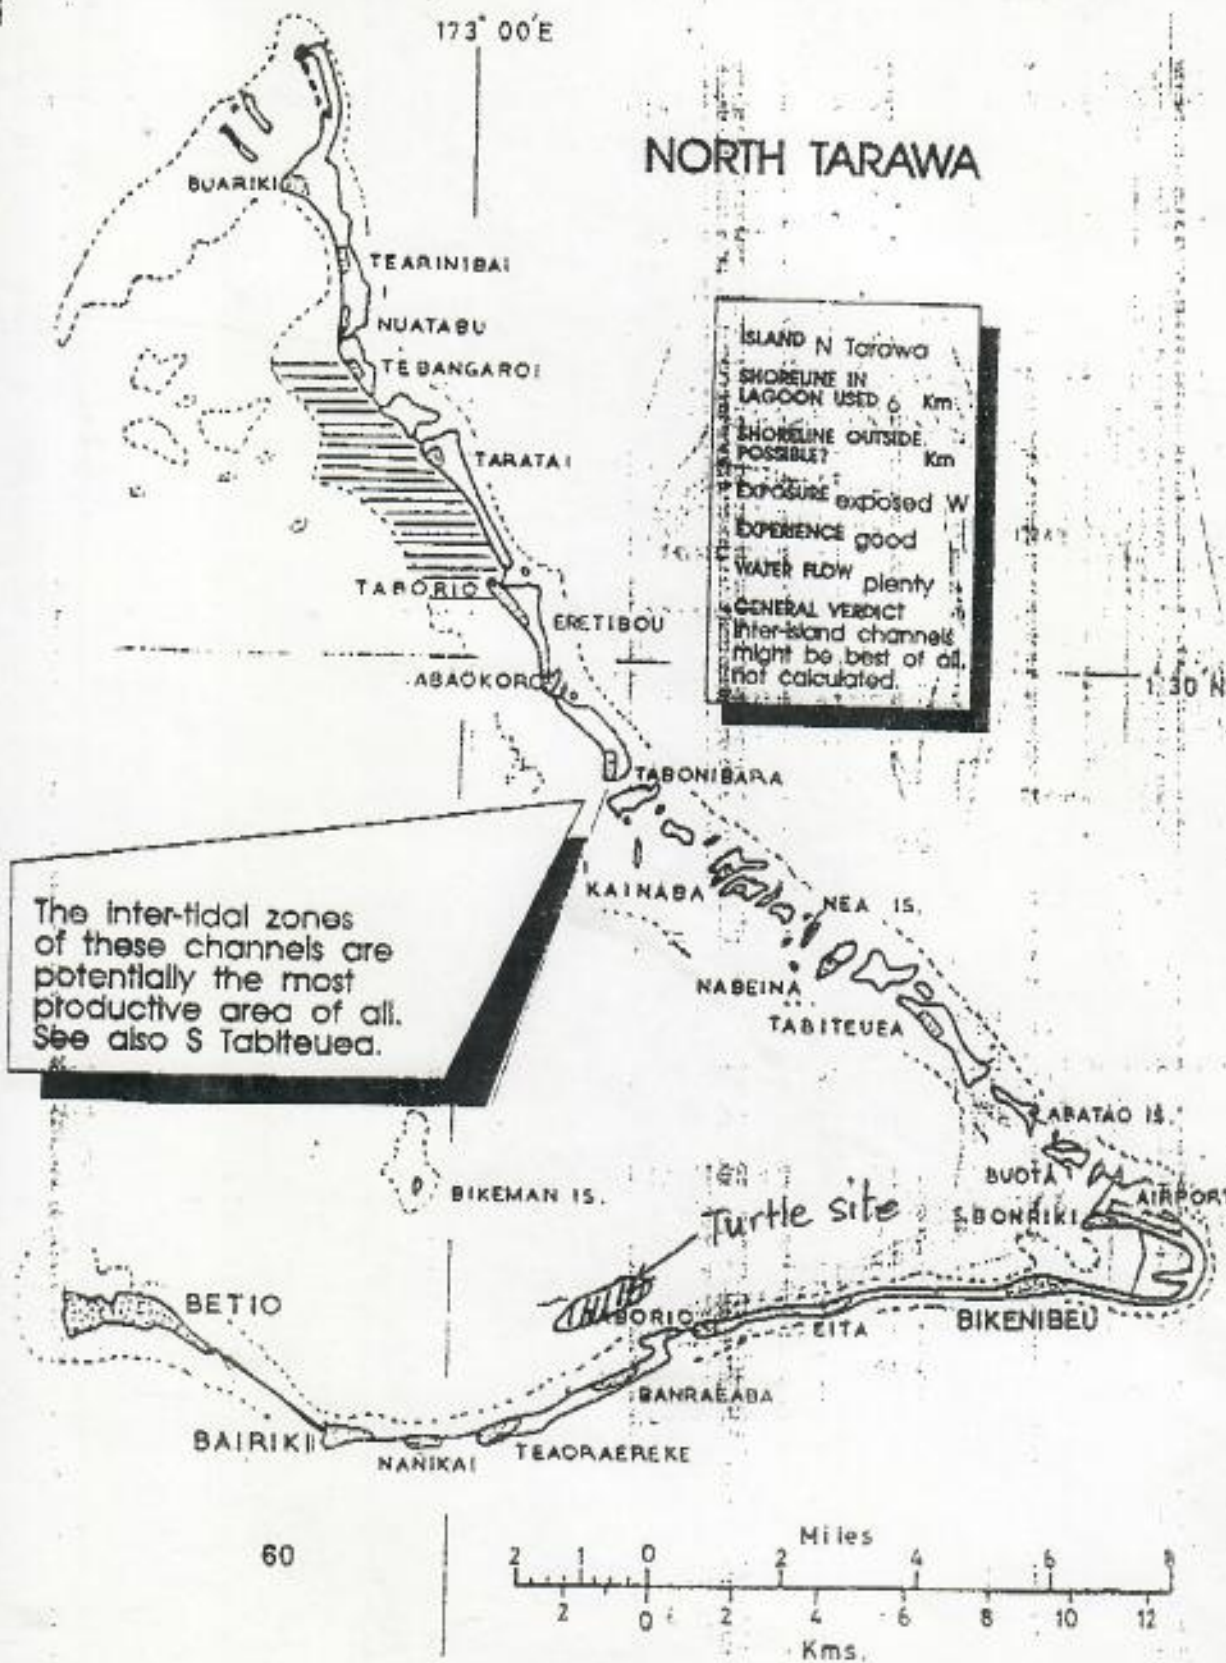 173° 00'E
NORTH TARAWA
BUARIKI
TEARINIBAI
NUATABU
TEBANGAROI
TARATAI
ISLAND N Tarawa
SHORELINE IN
LAGOON USED 6 Km.
SHORELINE OUTSIDE
POSSIBLE? Km
EXPOSURE exposed W
EXPERIENCE good
WATER FLOW plenty
GENERAL VERDICT
Inter-island channels
might be best of all,
not calculated.
TABORIO
ERETIBOU
ABAOKORO
1°30'N
TABONIBARA
KAINABA
NEA IS.
NABEINA
TABITEUEA
The inter-tidal zones
of these channels are
potentially the most
productive area of all.
See also S Tabiteuea.
ABATAO IS.
BUOTA
AIRPORT
BONRIKI
BIKEMAN IS.
Turtle site
BETIO
EITA
BIKENIBEU
BANRAEABA
BAIRIKI
NANIKAI
TEAORAEREKE
60
Miles
2 1 0 2 4 6 8
2 0 2 4 6 8 10 12
Kms.